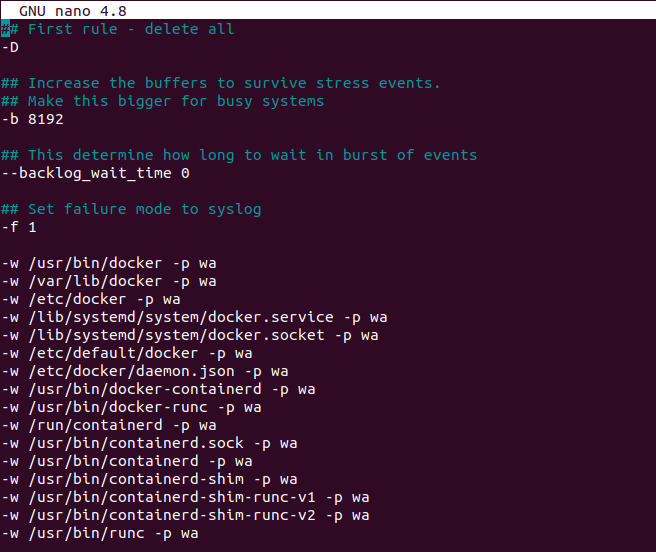 GNU nano 4.8
## First rule - delete all
-D
## Increase the buffers to survive stress events.
## Make this bigger for busy systems
-b 8192
## This determine how long to wait in burst of events
--backlog_wait_time 0
## Set failure mode to syslog
-f 1
-w /usr/bin/docker -p wa
-w /var/lib/docker -p wa
-w /etc/docker -p wa
-w /lib/systemd/system/docker.service -p wa
-w /lib/systemd/system/docker.socket -p wa
-w /etc/default/docker -p wa
-w /etc/docker/daemon.json -p wa
-w /usr/bin/docker-containerd -p wa
-w /usr/bin/docker-runc -p wa
-w /run/containerd -p wa
-w /usr/bin/containerd.sock -p wa
-w /usr/bin/containerd -p wa
-w /usr/bin/containerd-shim -p wa
-w /usr/bin/containerd-shim-runc-v1 -p wa
-w /usr/bin/containerd-shim-runc-v2 -p wa
-w /usr/bin/runc -p wa